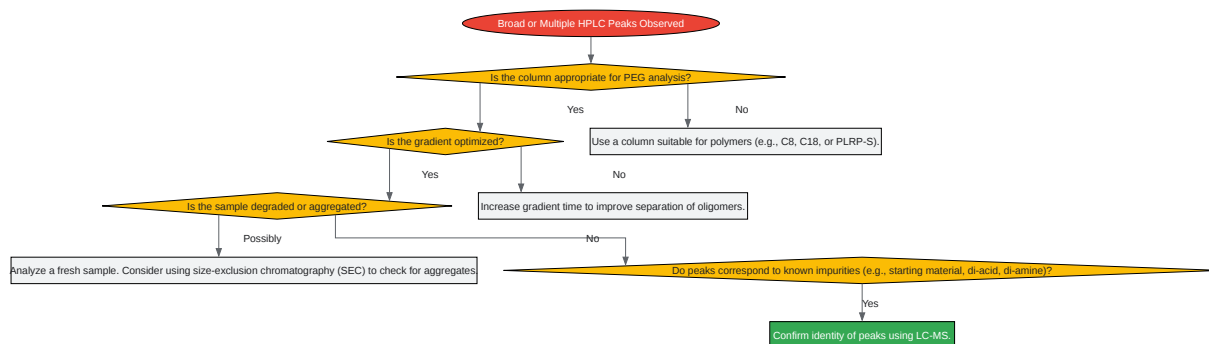 Broad or Multiple HPLC Peaks Observed
Is the column appropriate for PEG analysis?
Yes
No
Is the gradient optimized?
Use a column suitable for polymers (e.g., C8, C18, or PLRP-S).
Yes
No
Is the sample degraded or aggregated?
Increase gradient time to improve separation of oligomers.
Possibly
No
Analyze a fresh sample. Consider using size-exclusion chromatography (SEC) to check for aggregates.
Do peaks correspond to known impurities (e.g., starting material, di-acid, di-amine)?
Yes
Confirm identity of peaks using LC-MS.